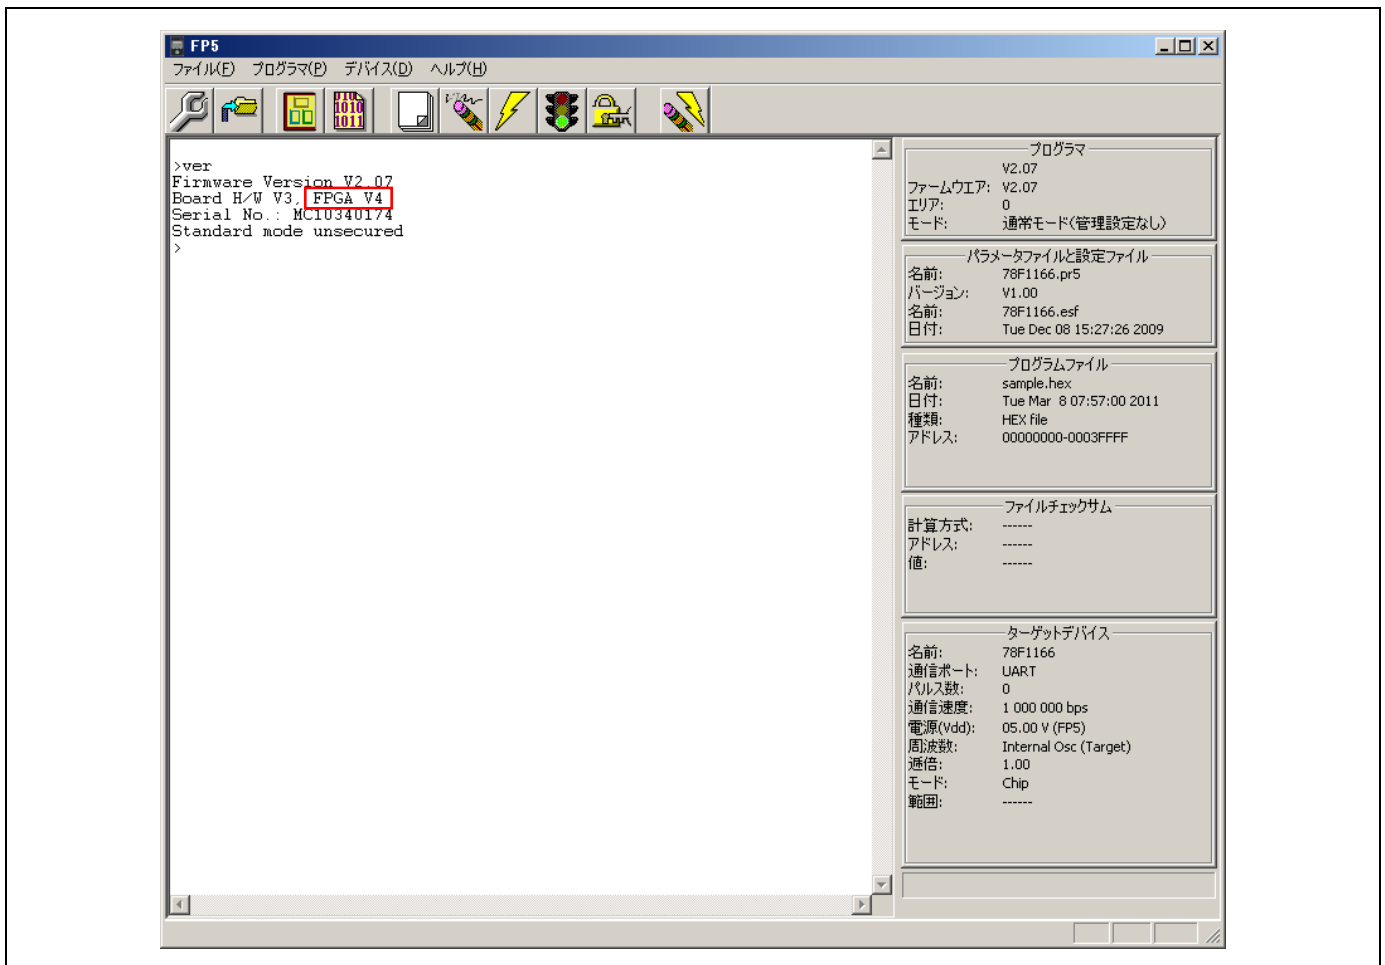 FP5
ファイル(F) プログラマ(P) デバイス(D) ヘルプ(H)
>ver
Firmware Version V2.07
Board H/W V3, FPGA V4
Serial No.: MC10340174
Standard mode unsecured
>
プログラマ
V2.07
ファームウエア: V2.07
エリア: 0
モード: 通常モード(管理設定なし)
パラメータファイルと設定ファイル
名前: 78F1166.pr5
バージョン: V1.00
名前: 78F1166.esf
日付: Tue Dec 08 15:27:26 2009
プログラムファイル
名前: sample.hex
日付: Tue Mar 8 07:57:00 2011
種類: HEX file
アドレス: 00000000-0003FFFF
ファイルチェックサム
計算方式: ------
アドレス: ------
値: ------
ターゲットデバイス
名前: 78F1166
通信ポート: UART
パルス数: 0
通信速度: 1 000 000 bps
電源(Vdd): 05.00 V (FP5)
周波数: Internal Osc (Target)
逓倍: 1.00
モード: Chip
範囲: ------